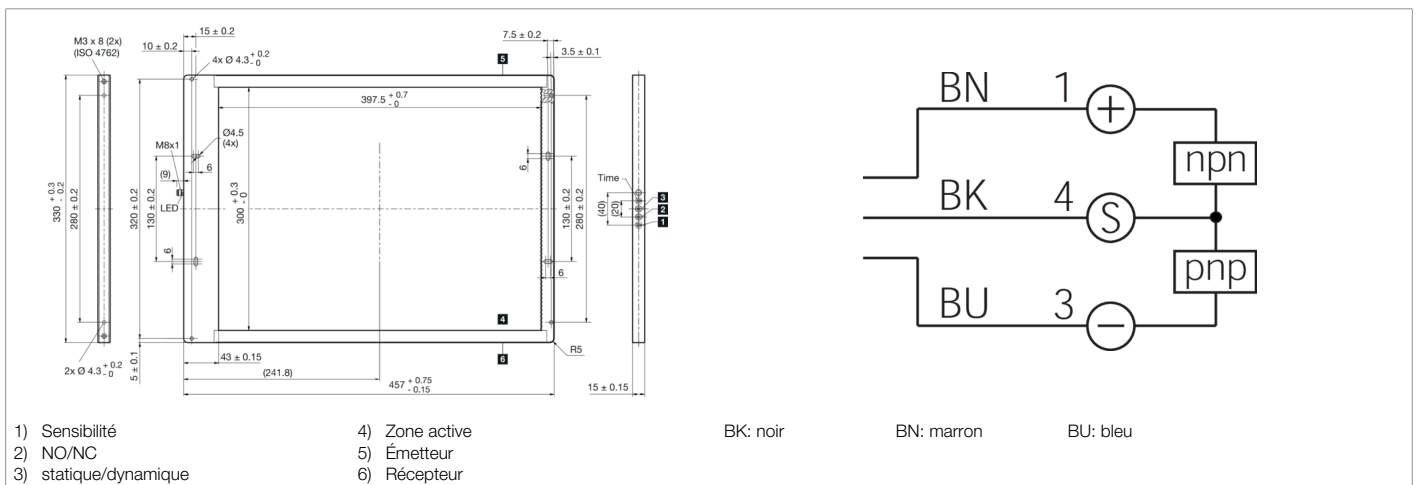 M3 x 8 (2x)
(ISO 4762)
15 ± 0.2
10 ± 0.2
4x Ø 4.3 + 0.2 - 0
7.5 ± 0.2
3.5 ± 0.1
5
397.5 + 0.7 - 0
Ø4.5
(4x)
M8x1
(9)
6
LED
330 + 0.3 - 0.2
280 ± 0.2
320 ± 0.2
130 ± 0.2
300 + 0.3 - 0
6
6
130 ± 0.2
280 ± 0.2
6
Time
(40)
(20)
3
2
1
4
6
R5
2x Ø 4.3 + 0.2 - 0
5 ± 0.1
43 ± 0.15
(241.8)
457 + 0.75 - 0.15
15 ± 0.15
BN 1 +
npn
BK 4 S
pnp
BU 3 −
1) Sensibilité
2) NO/NC
3) statique/dynamique
4) Zone active
5) Émetteur
6) Récepteur
BK: noir BN: marron BU: bleu